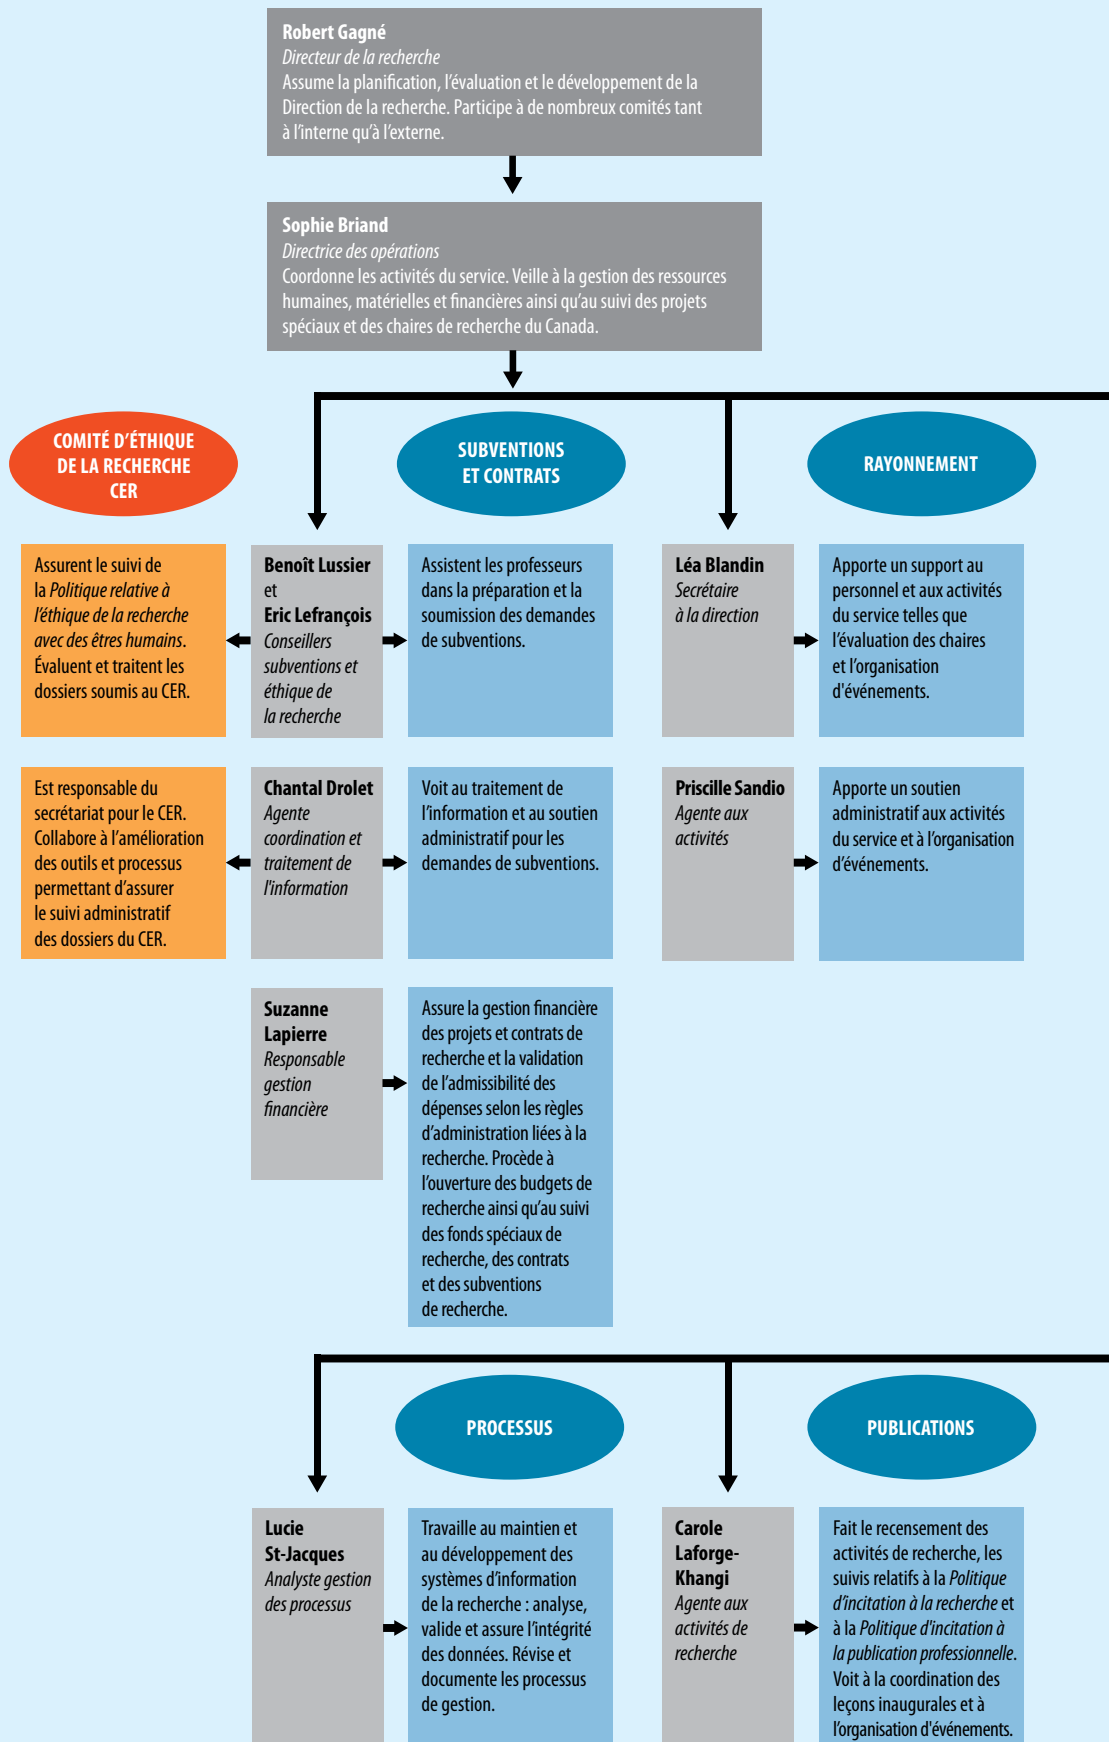 Robert Gagné
Directeur de la recherche
Assume la planification, l’évaluation et le développement de la
Direction de la recherche. Participe à de nombreux comités tant
à l’interne qu’à l’externe.
Sophie Briand
Directrice des opérations
Coordonne les activités du service. Veille à la gestion des ressources
humaines, matérielles et financières ainsi qu’au suivi des projets
spéciaux et des chaires de recherche du Canada.
COMITÉ D’ÉTHIQUE
DE LA RECHERCHE
CER
SUBVENTIONS
ET CONTRATS
RAYONNEMENT
Assurent le suivi de
la Politique relative à
l’éthique de la recherche
avec des êtres humains.
Évaluent et traitent les
dossiers soumis au CER.
Benoît Lussier
et
Eric Lefrançois
Conseillers
subventions et
éthique de
la recherche
Assistent les professeurs
dans la préparation et la
soumission des demandes
de subventions.
Léa Blandin
Secrétaire
à la direction
Apporte un support au
personnel et aux activités
du service telles que
l’évaluation des chaires
et l’organisation
d'événements.
Est responsable du
secrétariat pour le CER.
Collabore à l’amélioration
des outils et processus
permettant d’assurer
le suivi administratif
des dossiers du CER.
Chantal Drolet
Agente
coordination et
traitement de
l'information
Voit au traitement de
l’information et au soutien
administratif pour les
demandes de subventions.
Priscille Sandio
Agente aux
activités
Apporte un soutien
administratif aux activités
du service et à l’organisation
d’événements.
Suzanne
Lapierre
Responsable
gestion
financière
Assure la gestion financière
des projets et contrats de
recherche et la validation
de l’admissibilité des
dépenses selon les règles
d’administration liées à la
recherche. Procède à
l’ouverture des budgets de
recherche ainsi qu’au suivi
des fonds spéciaux de
recherche, des contrats
et des subventions
de recherche.
PROCESSUS
PUBLICATIONS
Lucie
St-Jacques
Analyste gestion
des processus
Travaille au maintien et
au développement des
systèmes d’information
de la recherche : analyse,
valide et assure l’intégrité
des données. Révise et
documente les processus
de gestion.
Carole
Laforge-
Khangi
Agente aux
activités de
recherche
Fait le recensement des
activités de recherche, les
suivis relatifs à la Politique
d’incitation à la recherche et
à la Politique d'incitation à
la publication professionnelle.
Voit à la coordination des
leçons inaugurales et à
l’organisation d'événements.